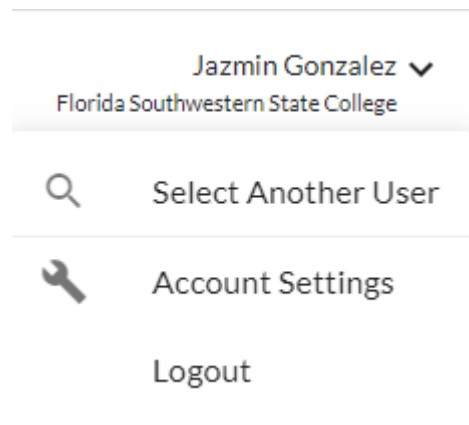 Jazmin Gonzalez
Florida Southwestern State College
Select Another User
Account Settings
Logout